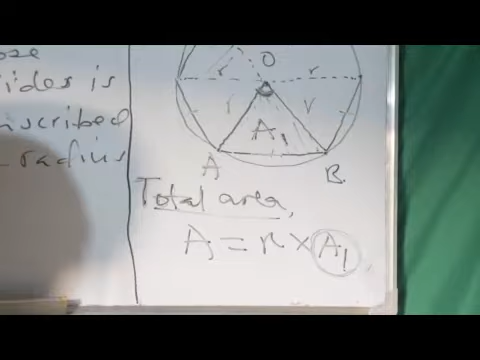 ides is
nscribed
radius
O
r r
r r
A₁
A B
Total area,
A = n × A₁